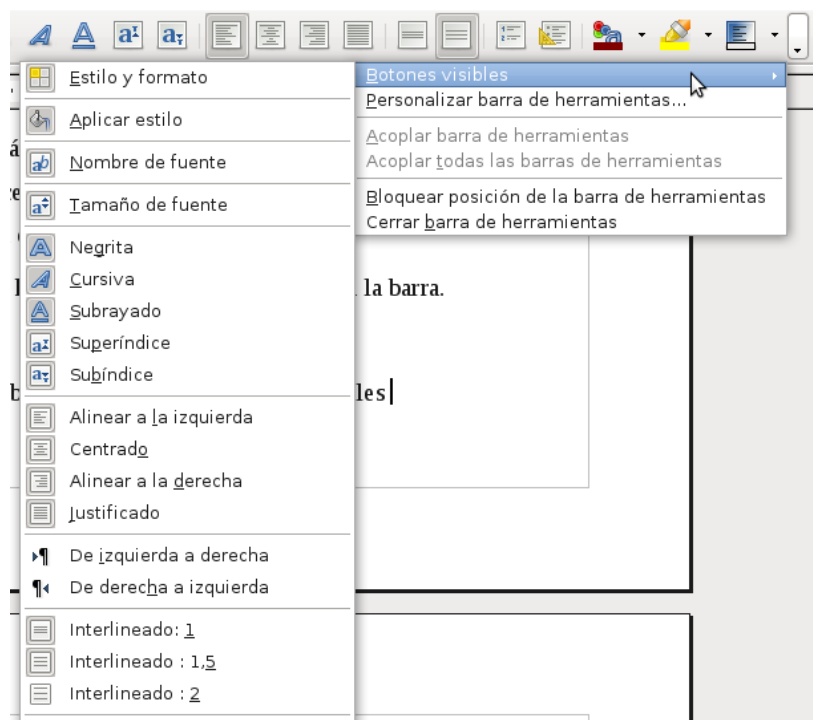 Estilo y formato
Aplicar estilo
Nombre de fuente
Tamaño de fuente
Negrita
Cursiva
Subrayado
Superíndice
Subíndice
Alinear a la izquierda
Centrado
Alinear a la derecha
Justificado
De izquierda a derecha
De derecha a izquierda
Interlineado: 1
Interlineado : 1,5
Interlineado : 2
Botones visibles
Personalizar barra de herramientas...
Acoplar barra de herramientas
Acoplar todas las barras de herramientas
Bloquear posición de la barra de herramientas
Cerrar barra de herramientas
la barra.
les